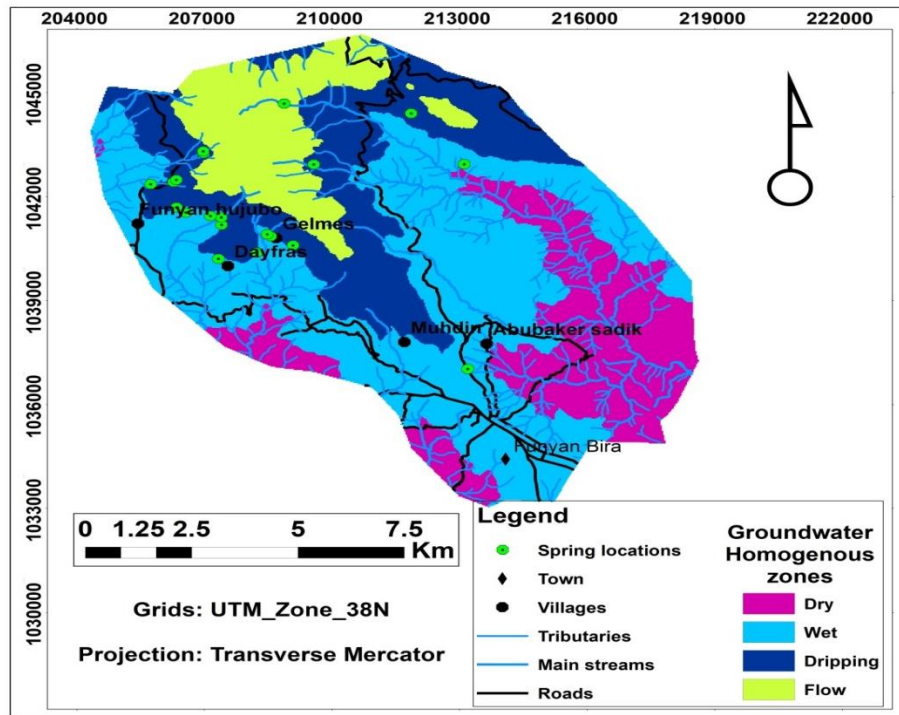 204000 207000 210000 213000 216000 219000 222000
1045000
1042000
1039000
1036000
1033000
1030000
Funyan hujubo
Gelmes
Dayfras
Muhdin
Abubaker sadik
Funyan Bira
0 1.25 2.5 5 7.5
Km
Grids: UTM_Zone_38N
Projection: Transverse Mercator
Legend
Spring locations
Town
Villages
Tributaries
Main streams
Roads
Groundwater
Homogenous
zones
Dry
Wet
Dripping
Flow